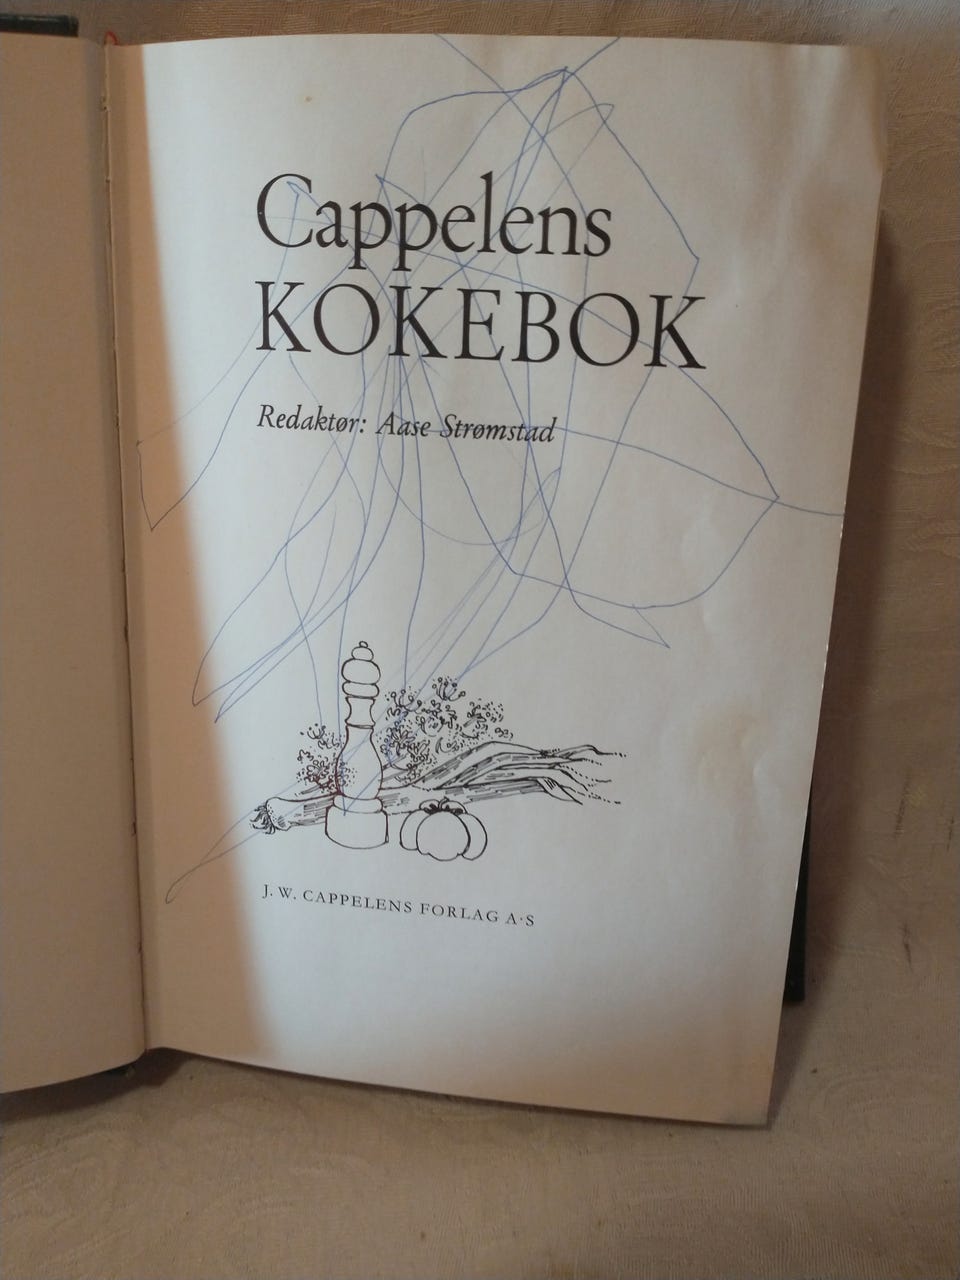 Cappelens
KOKEBOK
Redaktør: Aase Strømstad
J. W. CAPPELENS FORLAG A·S